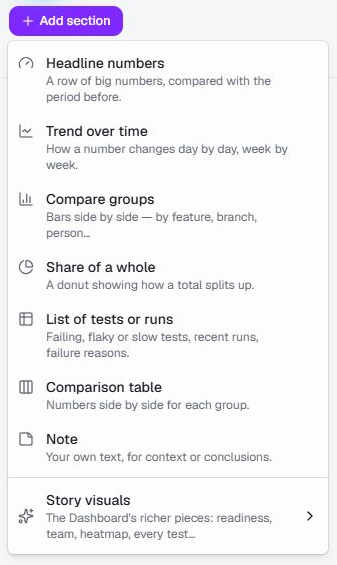 + Add section
Headline numbers
A row of big numbers, compared with the
period before.
Trend over time
How a number changes day by day, week by
week.
Compare groups
Bars side by side — by feature, branch,
person…
Share of a whole
A donut showing how a total splits up.
List of tests or runs
Failing, flaky or slow tests, recent runs,
failure reasons.
Comparison table
Numbers side by side for each group.
Note
Your own text, for context or conclusions.
Story visuals
The Dashboard's richer pieces: readiness,
team, heatmap, every test…